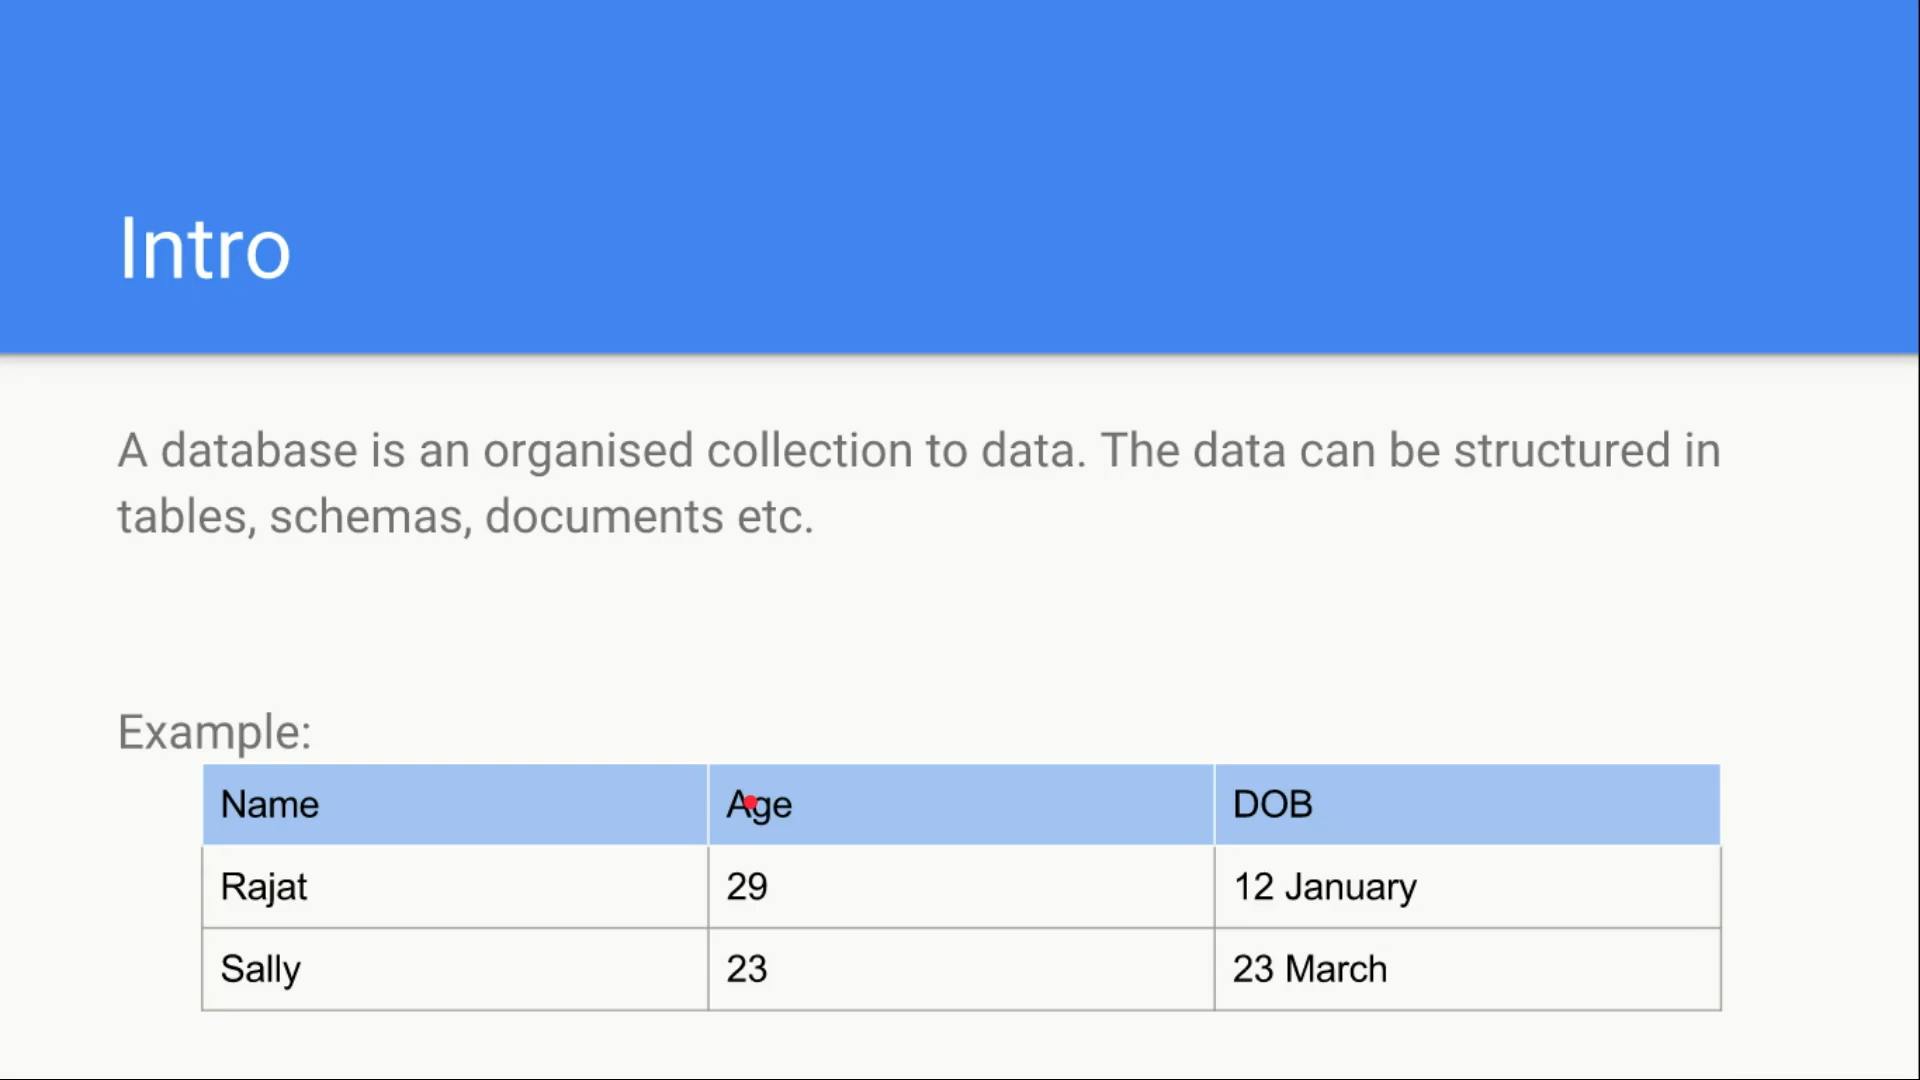 Intro
A database is an organised collection to data. The data can be structured in
tables, schemas, documents etc.
Example:
Name Age DOB
Rajat 29 12 January
Sally 23 23 March